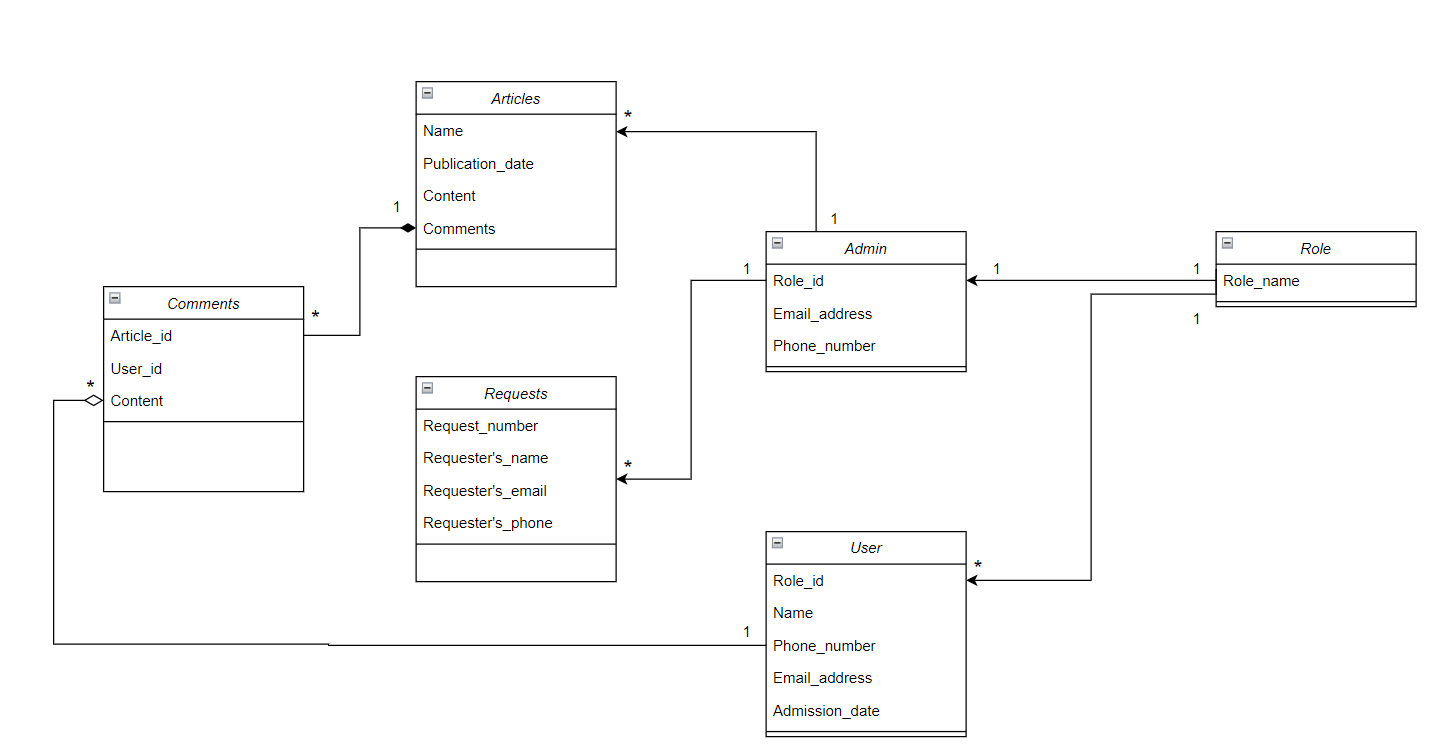 Articles
Name
Publication_date
Content
Comments
*
1
Comments
Article_id
User_id
Content
*
*
Requests
Request_number
Requester's_name
Requester's_email
Requester's_phone
*
1
Admin
Role_id
Email_address
Phone_number
1
1
1
Role
Role_name
1
User
Role_id
Name
Phone_number
Email_address
Admission_date
*
1